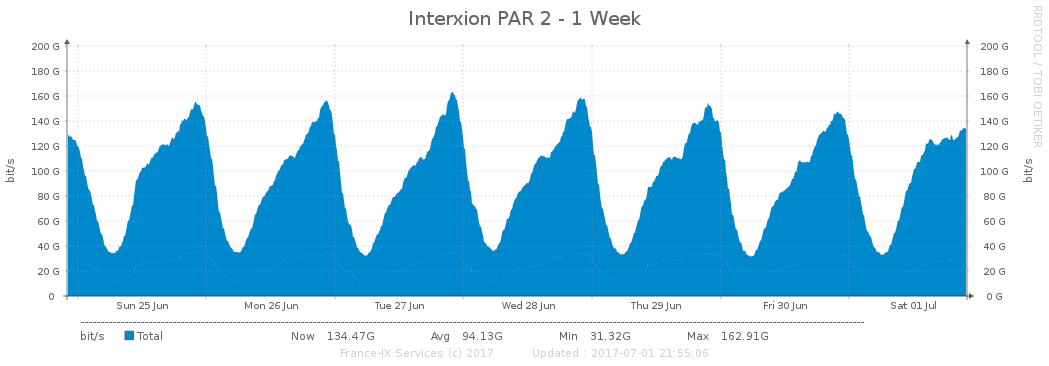 Interxion PAR 2 - 1 Week
RRDTOOL / TOBI OETIKER
200 G 200 G
180 G 180 G
160 G 160 G
140 G 140 G
120 G 120 G
100 G 100 G
80 G 80 G
60 G 60 G
40 G 40 G
20 G 20 G
0 0 G
bit/s bit/s
Sun 25 Jun Mon 26 Jun Tue 27 Jun Wed 28 Jun Thu 29 Jun Fri 30 Jun Sat 01 Jul
bit/s Total Now 134.47G Avg 94.13G Min 31.32G Max 162.91G
France-IX Services (c) 2017 Updated : 2017-07-01 21:55:06